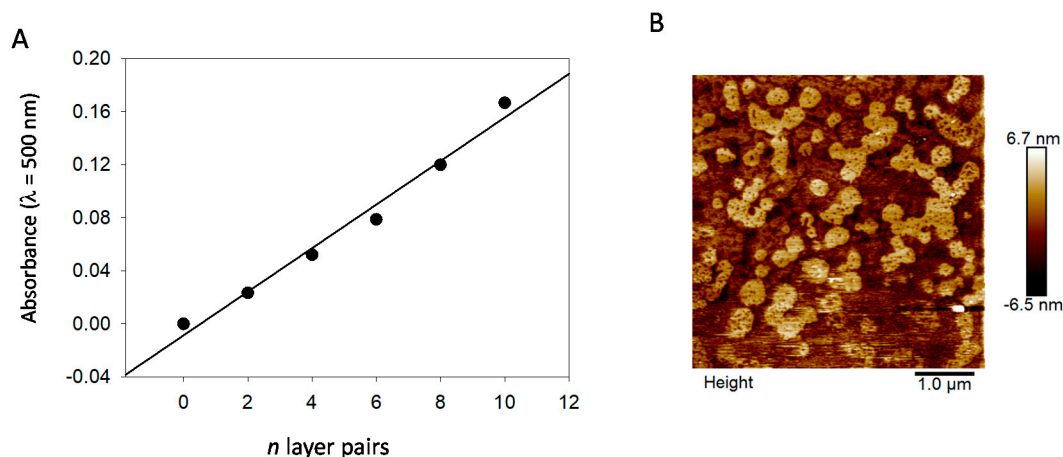 A
Absorbance (λ = 500 nm)
0.20
0.16
0.12
0.08
0.04
0.00
-0.04
0 2 4 6 8 10 12
n layer pairs
B
6.7 nm
-6.5 nm
Height
1.0 µm